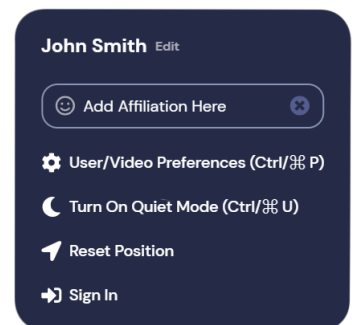 John Smith Edit
Add Affiliation Here
User/Video Preferences (Ctrl/⌘ P)
Turn On Quiet Mode (Ctrl/⌘ U)
Reset Position
Sign In